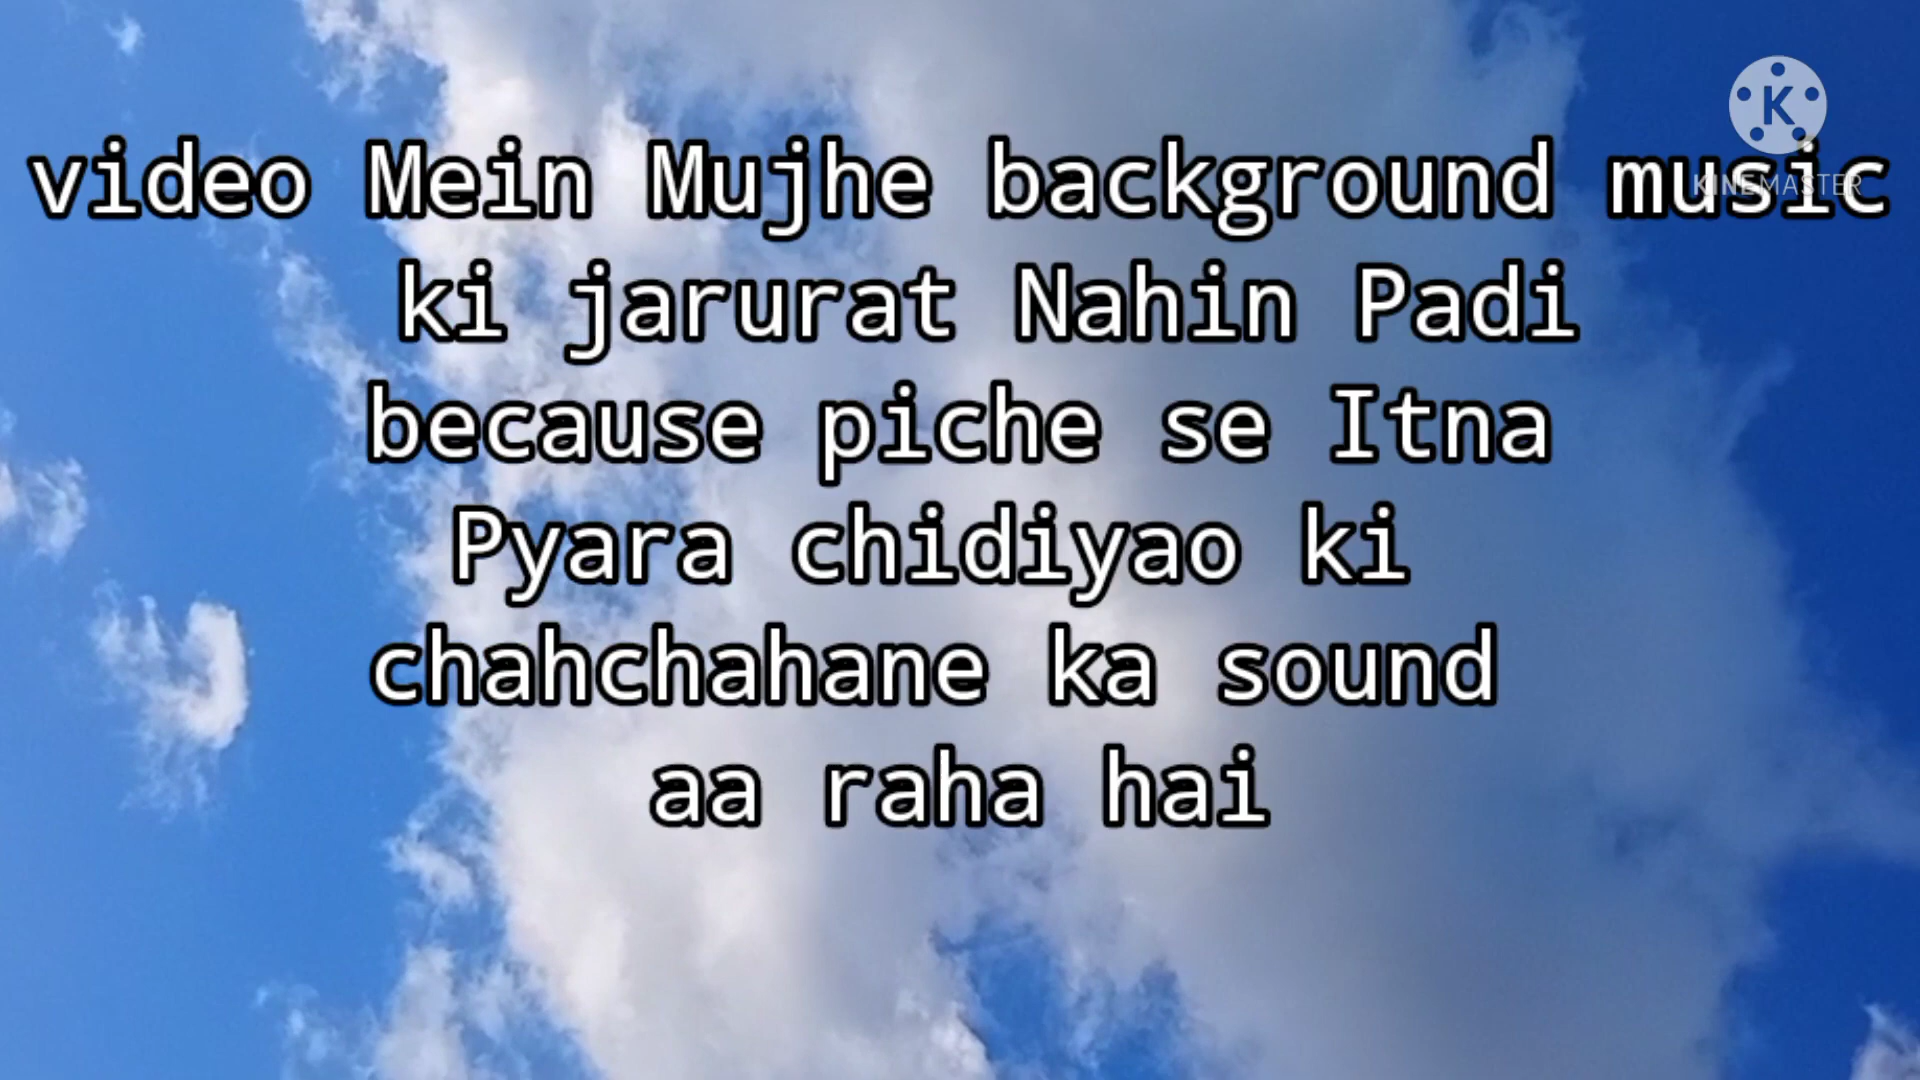 K
KINEMASTER
video Mein Mujhe background music
ki jarurat Nahin Padi
because piche se Itna
Pyara chidiyao ki
chahchahane ka sound
aa raha hai